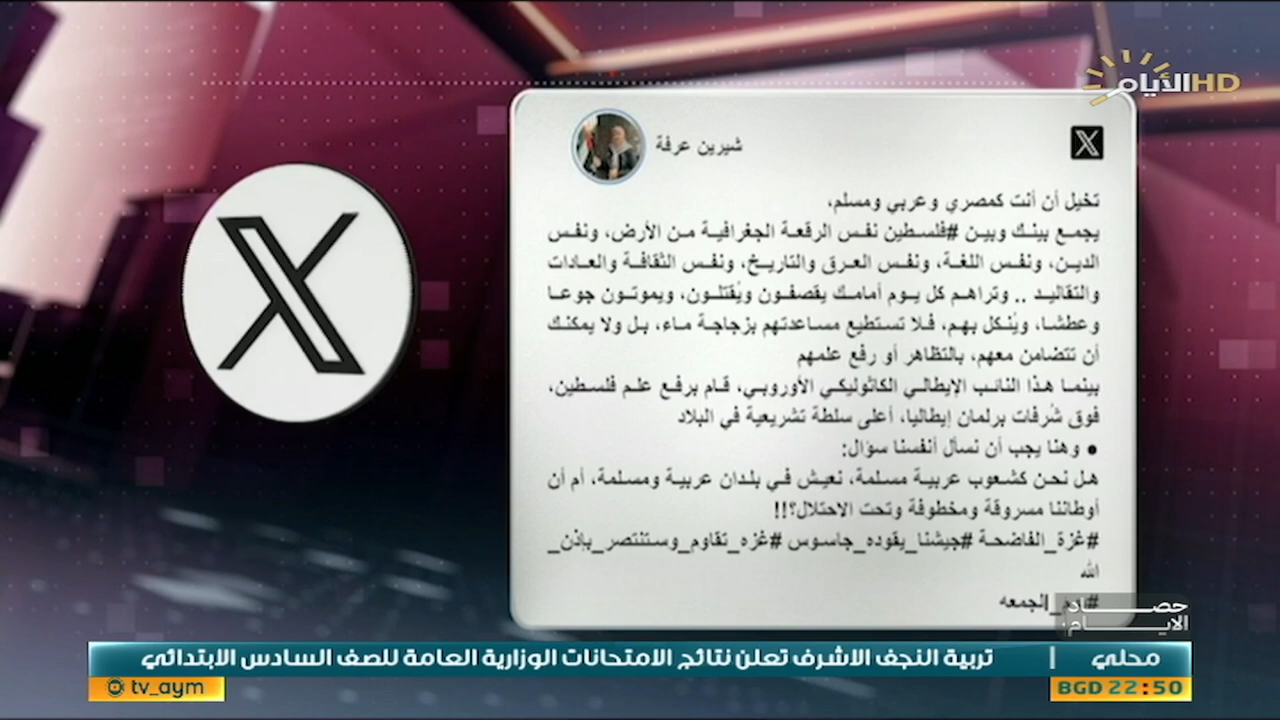 الأيام HD
شيرين عرفة
تخيل أن أنت كمصري وعربي ومسلم،
يجمع بينك وبين #فلسطين نفس الرقعة الجغرافية من الأرض، ونفس
الدين، ونفس اللغة، ونفس العرق والتاريخ، ونفس الثقافة والعادات
والتقاليد .. وتراهم كل يوم أمامك يقصفون ويُقتلون، ويموتون جوعا
وعطشا، ويُنكل بهم، فلا تستطيع مساعدتهم بزجاجة ماء، بل ولا يمكنك
أن تتضامن معهم، بالتظاهر أو رفع علمهم
بينما هذا النائب الإيطالي الكاثوليكي الأوروبي، قام برفع علم فلسطين،
فوق شُرفات برلمان إيطاليا، أعلى سلطة تشريعية في البلاد
● وهنا يجب أن نسأل أنفسنا سؤال:
هل نحن كشعوب عربية مسلمة، نعيش في بلدان عربية ومسلمة، أم أن
أوطاننا مسروقة ومخطوفة وتحت الاحتلال؟!!
#غزة_الفاضحة #جيشنا_يقوده_جاسوس #غزه_تقاوم_وستنتصر_بإذن_
الله
الجمعه
حصاد
الايام
محلي | تربية النجف الاشرف تعلن نتائج الامتحانات الوزارية العامة للصف السادس الابتدائي
tv_aym
BGD 22:50